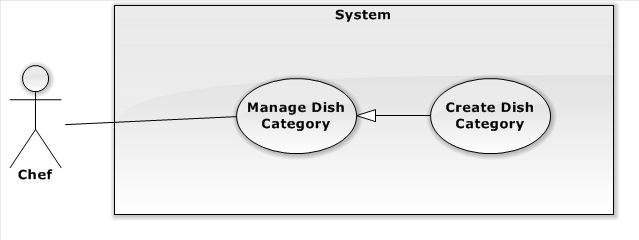 System
Manage Dish
Category
Create Dish
Category
Chef